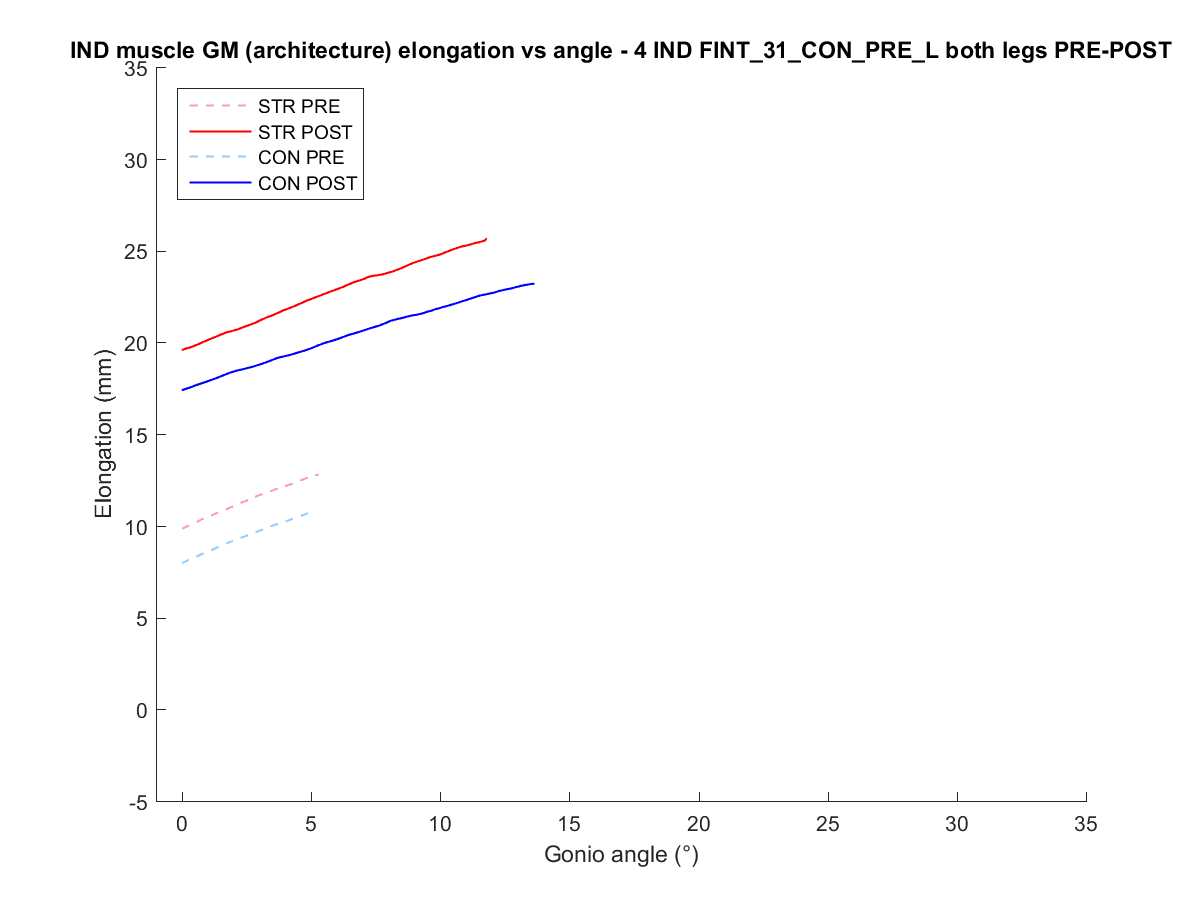 IND muscle GM (architecture) elongation vs angle - 4 IND FINT_31_CON_PRE_L both legs PRE-POST
35
30
25
20
15
10
5
0
-5
Elongation (mm)
STR PRE
STR POST
CON PRE
CON POST
0 5 10 15 20 25 30 35
Gonio angle (°)